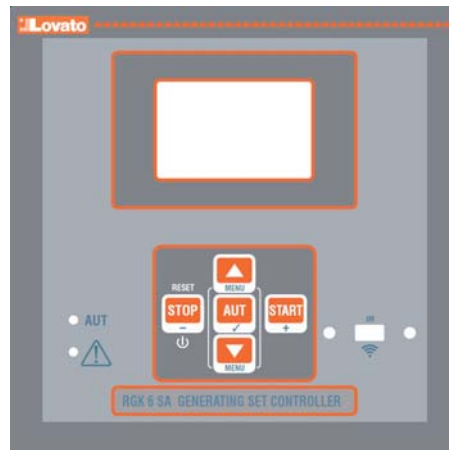 Lovato
MENU
RESET
STOP
AUT
START
–
✓
+
MENU
AUT
IR
RGK 6 SA GENERATING SET CONTROLLER